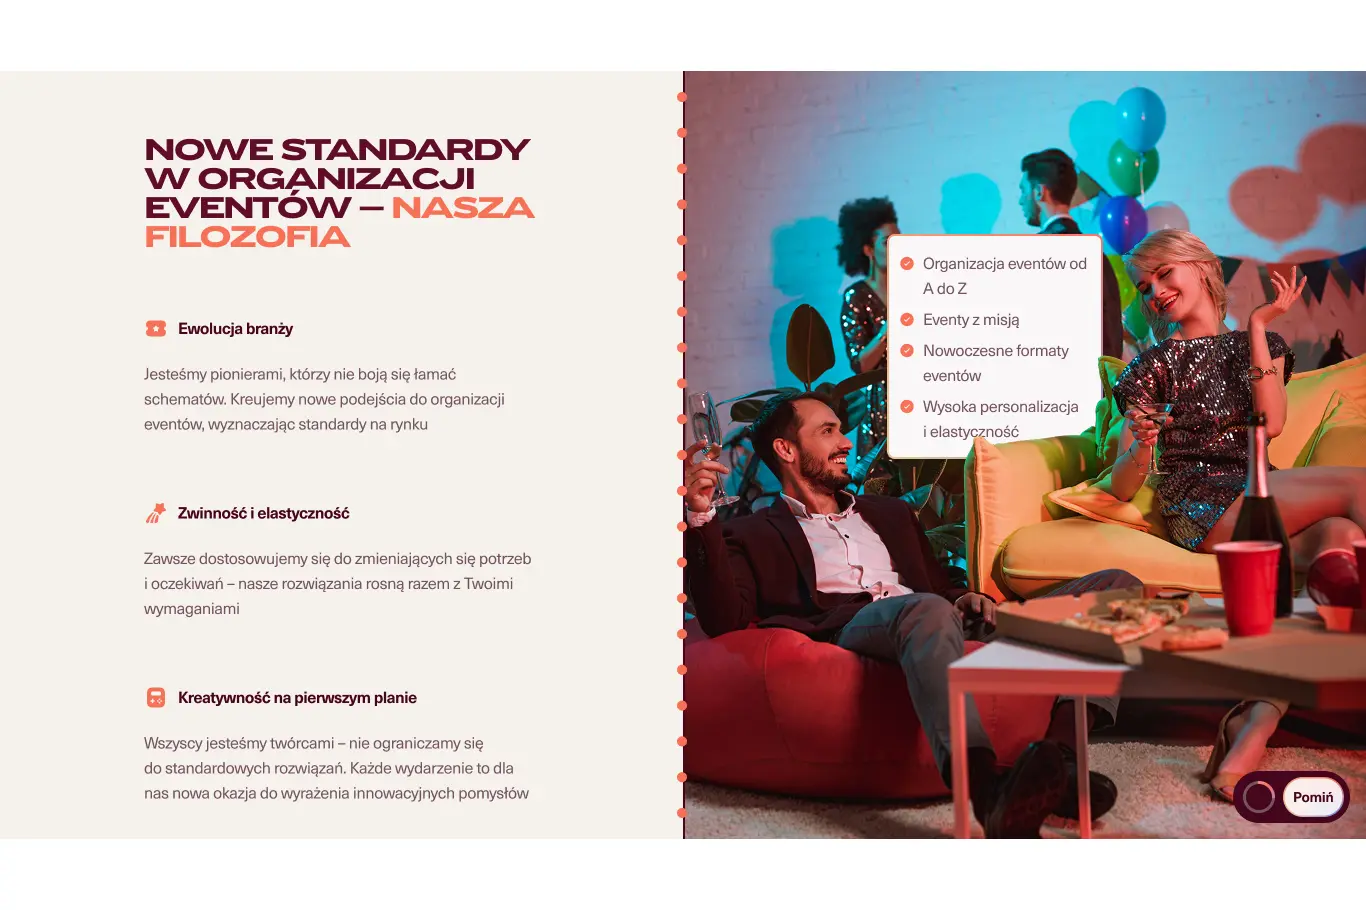 NOWE STANDARDY
W ORGANIZACJI
EVENTÓW – NASZA
FILOZOFIA
Ewolucja branży
Jesteśmy pionierami, którzy nie boją się łamać
schematów. Kreujemy nowe podejścia do organizacji
eventów, wyznaczając standardy na rynku
Zwinność i elastyczność
Zawsze dostosowujemy się do zmieniających się potrzeb
i oczekiwań – nasze rozwiązania rosną razem z Twoimi
wymaganiami
Kreatywność na pierwszym planie
Wszyscy jesteśmy twórcami – nie ograniczamy się
do standardowych rozwiązań. Każde wydarzenie to dla
nas nowa okazja do wyrażenia innowacyjnych pomysłów
Organizacja eventów od
A do Z
Eventy z misją
Nowoczesne formaty
eventów
Wysoka personalizacja
i elastyczność
Pomiń